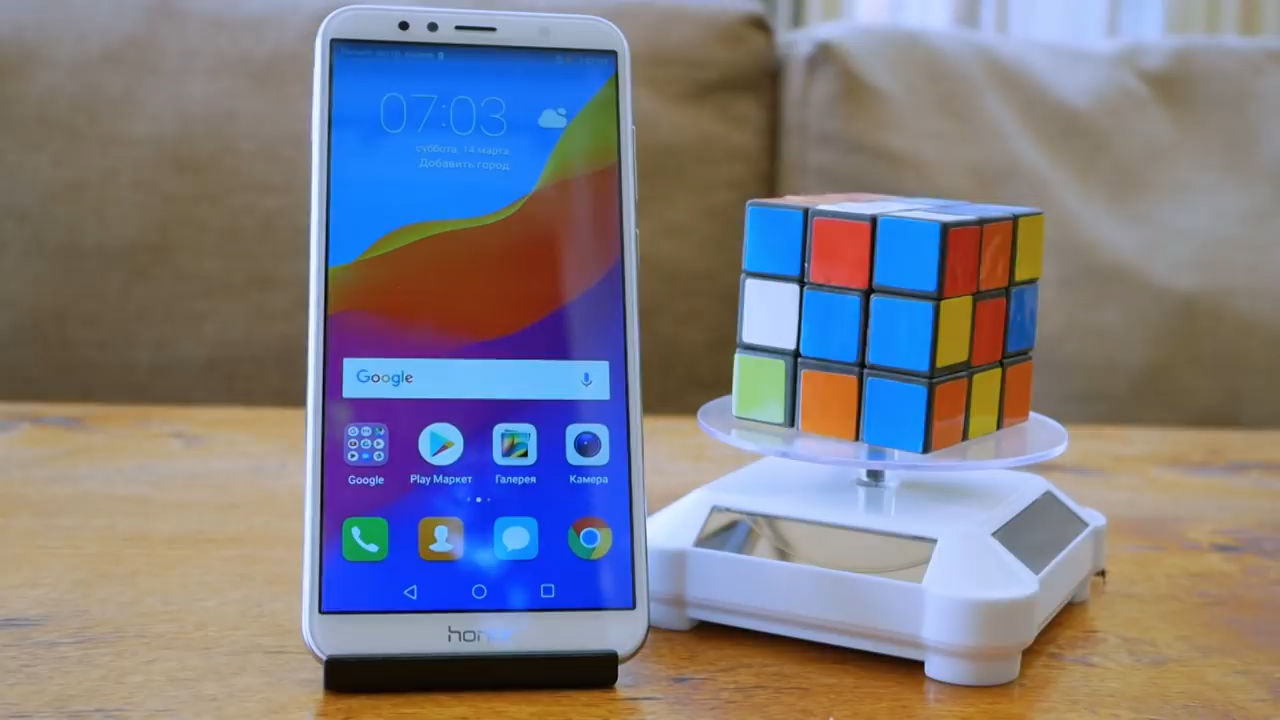 07:03
суббота, 14 марта
Добавить город
Google
Google
Play Маркет
Галерея
Камера
honor